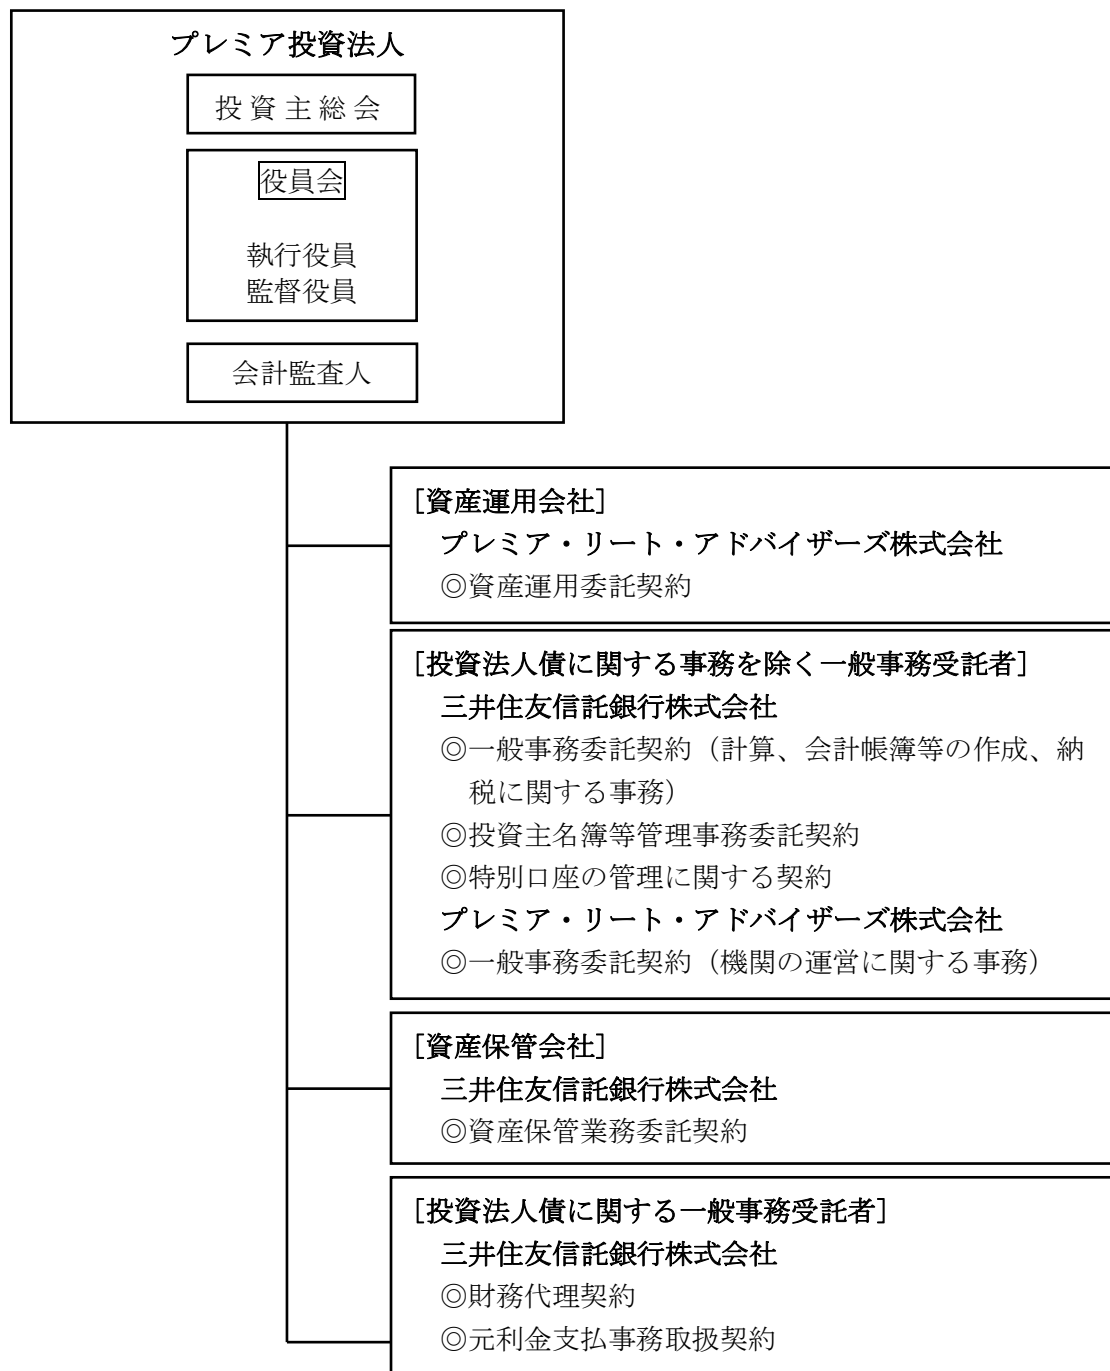 プレミア投資法人
投資主総会
役員会
執行役員
監督役員
会計監査人
［資産運用会社］
プレミア・リート・アドバイザーズ株式会社
◎資産運用委託契約
［投資法人債に関する事務を除く一般事務受託者］
三井住友信託銀行株式会社
◎一般事務委託契約（計算、会計帳簿等の作成、納
税に関する事務）
◎投資主名簿等管理事務委託契約
◎特別口座の管理に関する契約
プレミア・リート・アドバイザーズ株式会社
◎一般事務委託契約（機関の運営に関する事務）
［資産保管会社］
三井住友信託銀行株式会社
◎資産保管業務委託契約
［投資法人債に関する一般事務受託者］
三井住友信託銀行株式会社
◎財務代理契約
◎元利金支払事務取扱契約